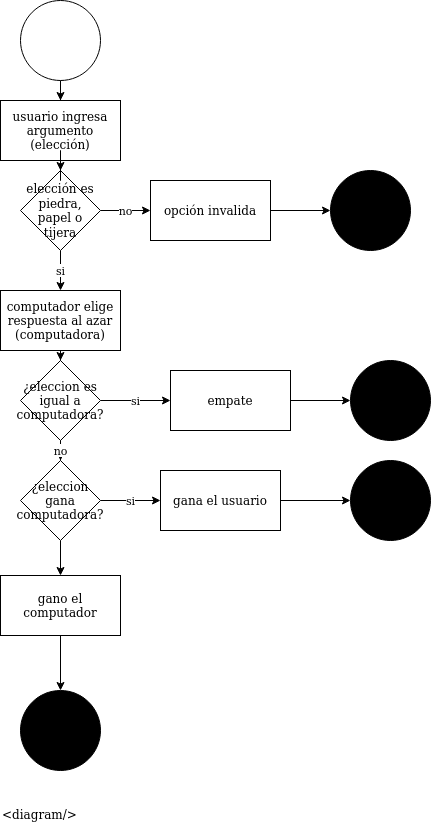 usuario ingresa
argumento
(elección)
elección es
piedra,
papel o
tijera
no
opción invalida
si
computador elige
respuesta al azar
(computadora)
¿eleccion es
igual a
computadora?
si
empate
no
¿eleccion
gana
computadora?
si
gana el usuario
gano el
computador
<diagram/>